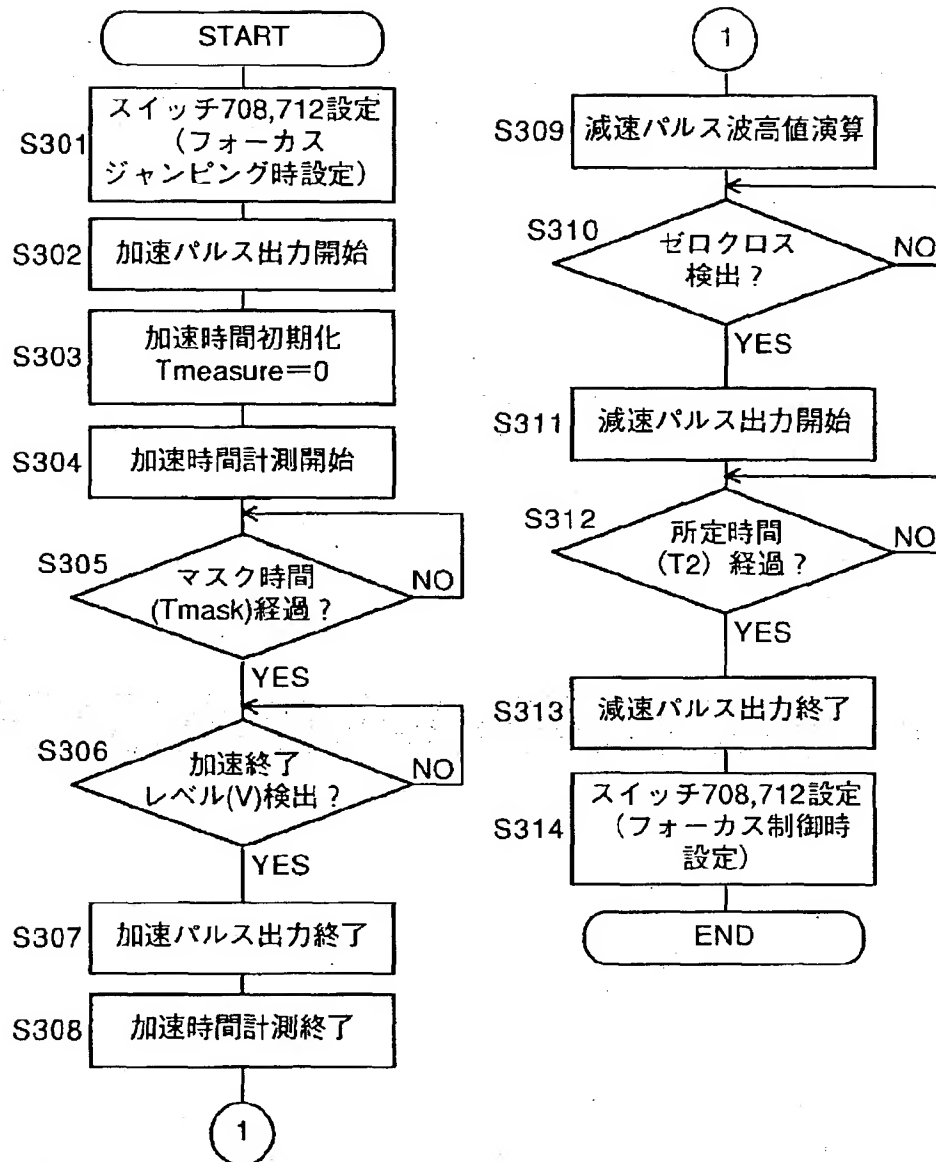 START
S301
スイッチ708,712設定
(フォーカス
ジャンピング時設定)
S302
加速パルス出力開始
S303
加速時間初期化
Tmeasure=0
S304
加速時間計測開始
S305
マスク時間
(Tmask)経過?
NO
YES
S306
加速終了
レベル(V)検出?
NO
YES
S307
加速パルス出力終了
S308
加速時間計測終了
1
1
S309
減速パルス波高値演算
S310
ゼロクロス
検出?
NO
YES
S311
減速パルス出力開始
S312
所定時間
(T2)経過?
NO
YES
S313
減速パルス出力終了
S314
スイッチ708,712設定
(フォーカス制御時
設定)
END